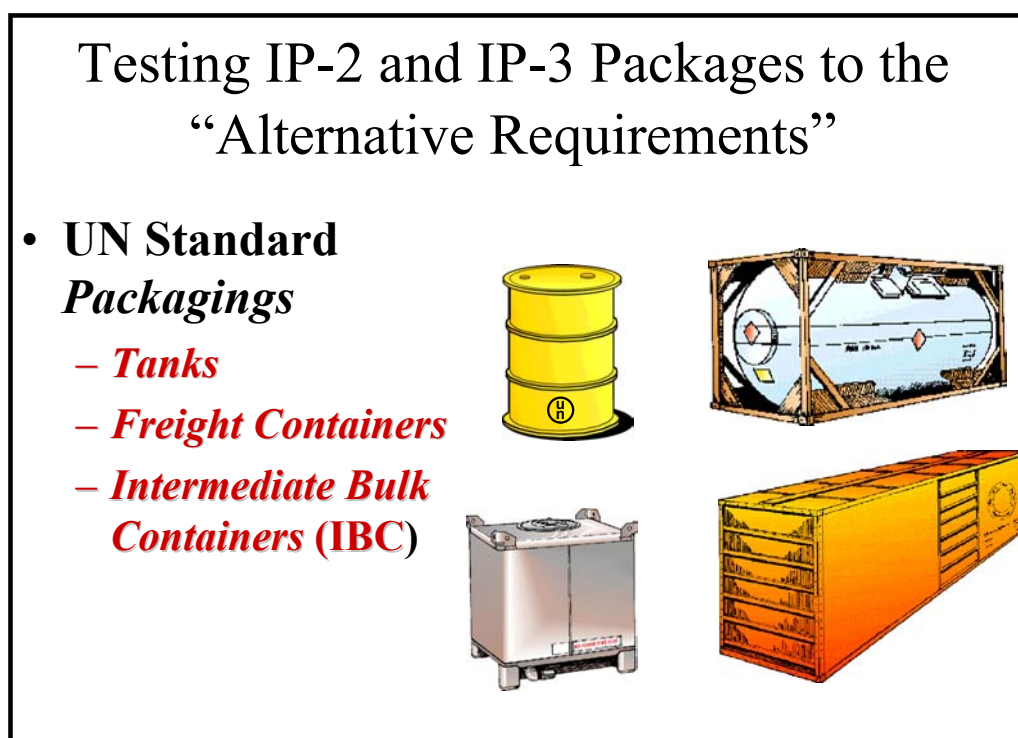 Testing IP-2 and IP-3 Packages to the
“Alternative Requirements”
• UN Standard
Packagings
– Tanks
– Freight Containers
– Intermediate Bulk
Containers (IBC)
u
n